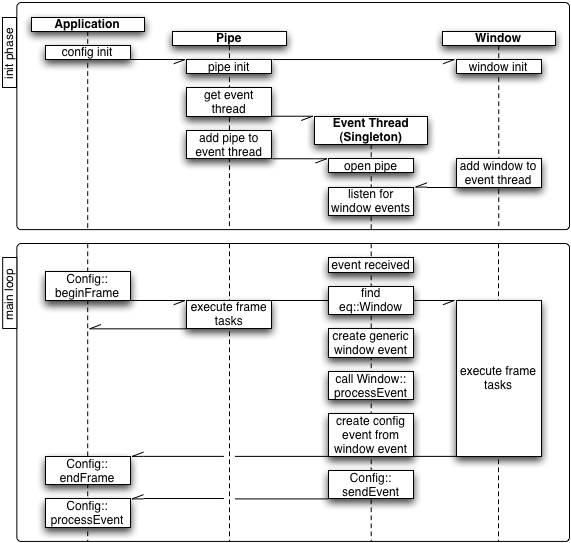 init phase
Application
config init
Pipe
Window
pipe init
window init
get event
thread
Event Thread
(Singleton)
add pipe to
event thread
open pipe
add window to
event thread
listen for
window events
main loop
event received
Config::
beginFrame
find
eq::Window
execute frame
tasks
create generic
window event
execute frame
tasks
call Window::
processEvent
create config
event from
window event
Config::
endFrame
Config::
sendEvent
Config::
processEvent